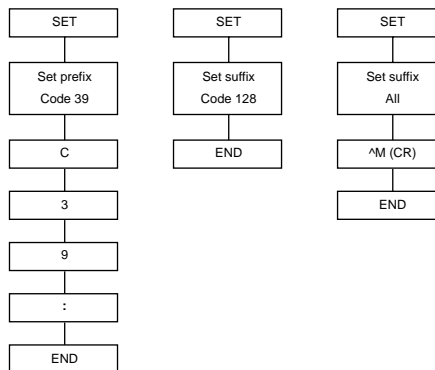 SET
Set prefix
Code 39
C
3
9
:
END
SET
Set suffix
Code 128
END
SET
Set suffix
All
^M (CR)
END